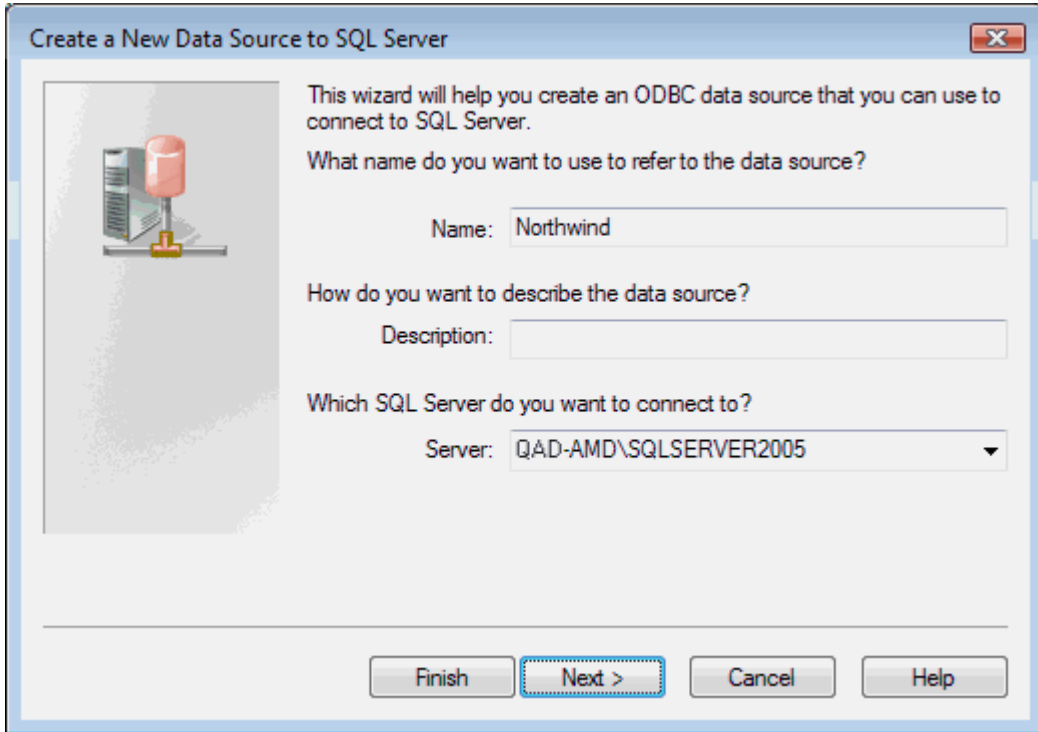 Create a New Data Source to SQL Server
This wizard will help you create an ODBC data source that you can use to
connect to SQL Server.
What name do you want to use to refer to the data source?
Name: Northwind
How do you want to describe the data source?
Description:
Which SQL Server do you want to connect to?
Server: QAD-AMD\SQLSERVER2005
Finish Next > Cancel Help